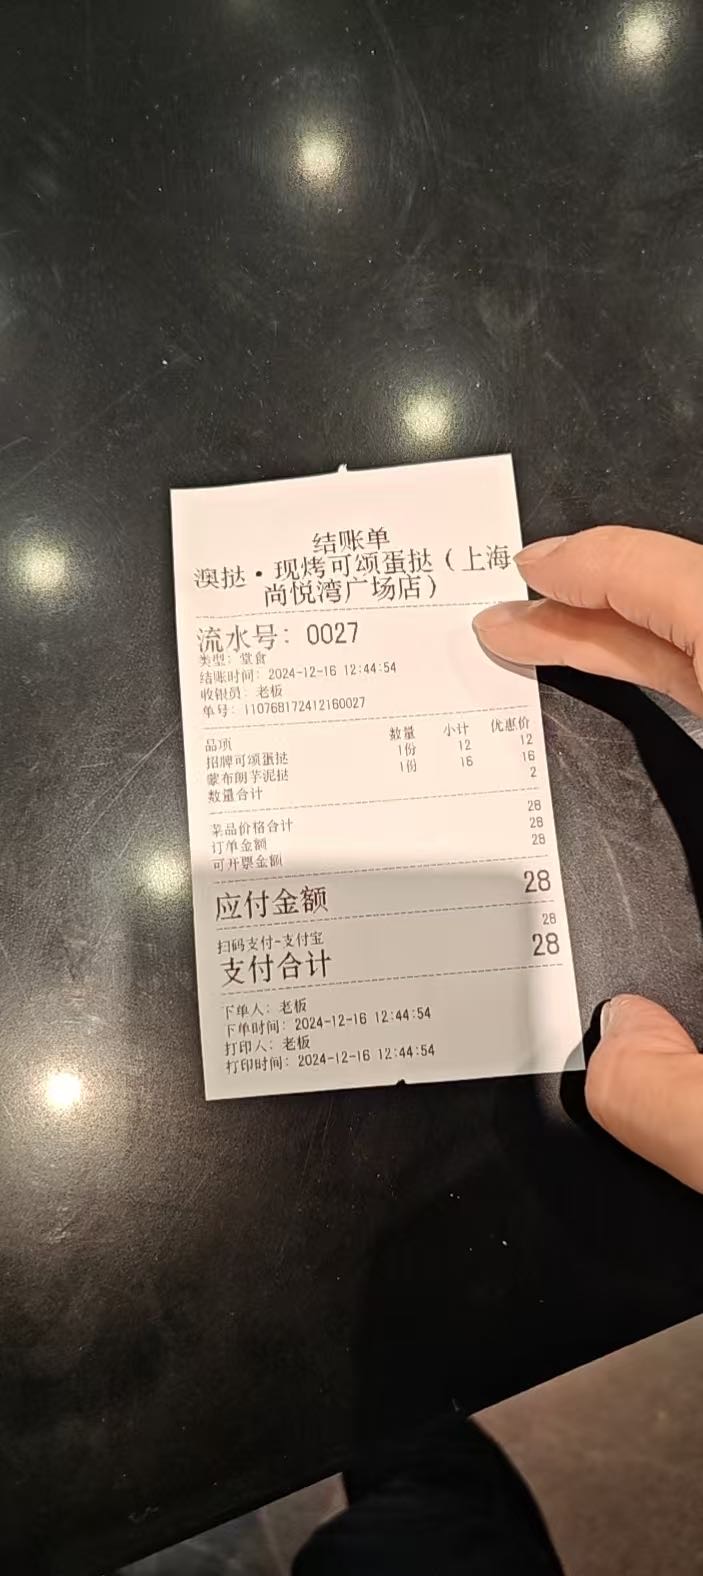 结账单
澳挞·现烤可颂蛋挞（上海
尚悦湾广场店）
流水号：0027
类型：堂食
结账时间：2024-12-16 12:44:54
收银员：老板
单号：110768172412160027
品项 数量 小计 优惠价
招牌可颂蛋挞 1份 12 12
蒙布朗芋泥挞 1份 16 16
数量合计 2
菜品价格合计 28
订单金额 28
可开票金额 28
应付金额 28
扫码支付-支付宝 28
支付合计 28
下单人：老板
下单时间：2024-12-16 12:44:54
打印人：老板
打印时间：2024-12-16 12:44:54